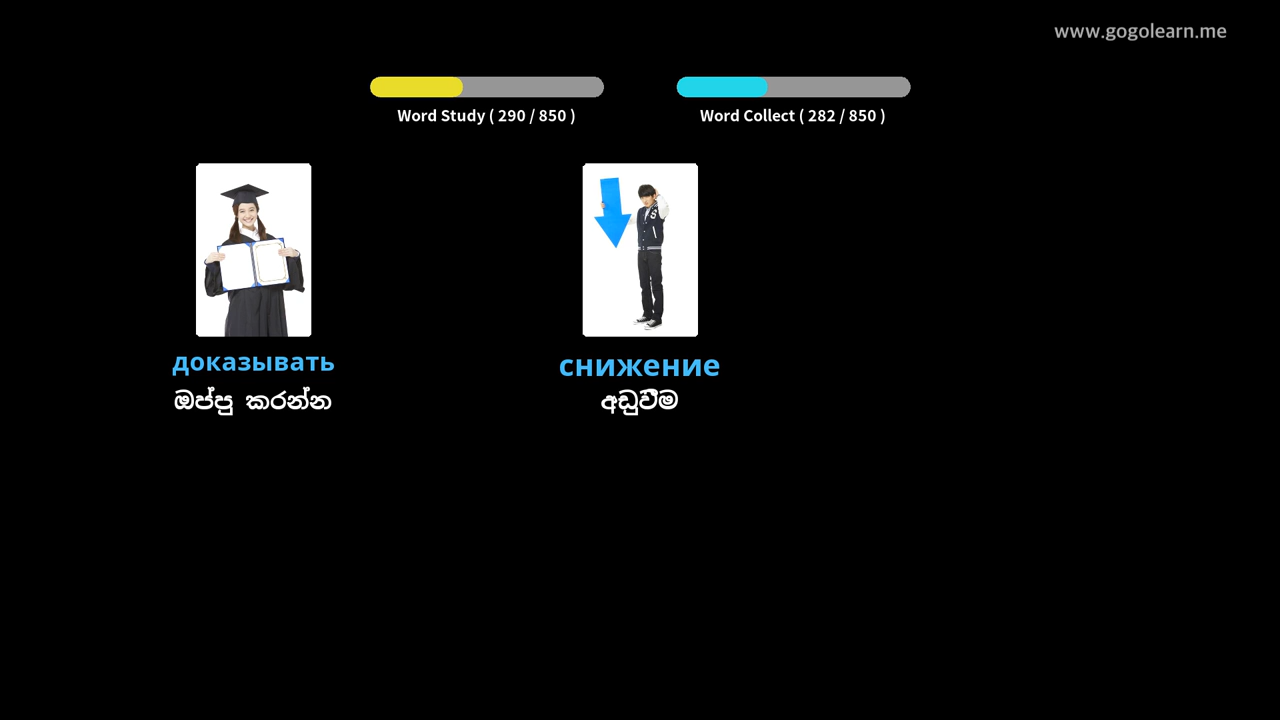 www.gogolearn.me
Word Study ( 290 / 850 )
Word Collect ( 282 / 850 )
S
доказывать
снижение
ඔප්පු කරන්න
අඩුවීම